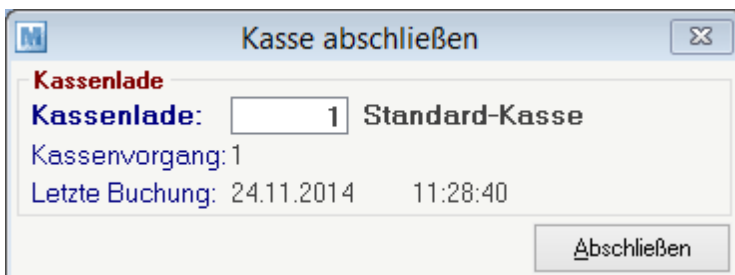 M Kasse abschließen
Kassenlade
Kassenlade: 1 Standard-Kasse
Kassenvorgang: 1
Letzte Buchung: 24.11.2014 11:28:40
Abschließen